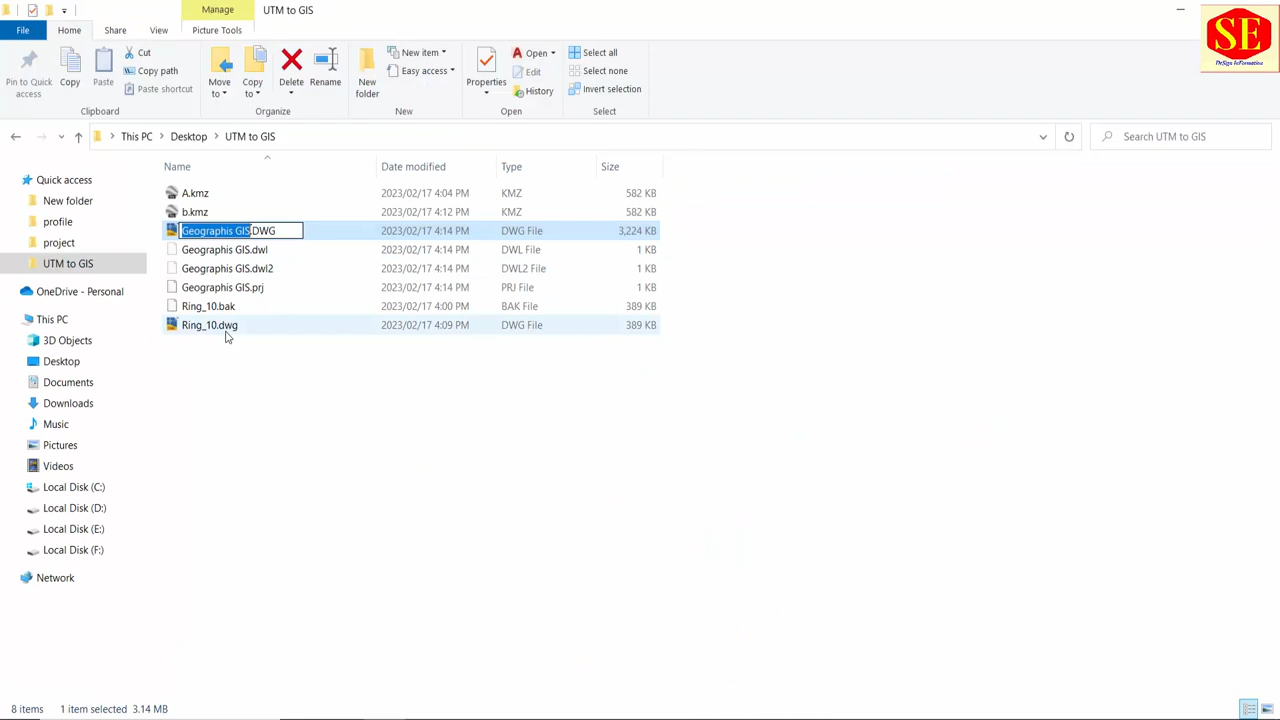 Manage
UTM to GIS
File
Home
Share
View
Picture Tools
Pin to Quick access
Copy
Paste
Cut
Copy path
Paste shortcut
Clipboard
Move to
Copy to
Delete
Rename
Organize
New folder
New item
Easy access
New
Properties
Open
Edit
History
Open
Select all
Select none
Invert selection
Select
SE
This PC
Desktop
UTM to GIS
Search UTM to GIS
Name
Date modified
Type
Size
Quick access
New folder
profile
project
UTM to GIS
OneDrive - Personal
This PC
3D Objects
Desktop
Documents
Downloads
Music
Pictures
Videos
Local Disk (C:)
Local Disk (D:)
Local Disk (E:)
Local Disk (F:)
Network
A.kmz 2023/02/17 4:04 PM KMZ 582 KB
b.kmz 2023/02/17 4:12 PM KMZ 582 KB
Geographis GIS.DWG 2023/02/17 4:14 PM DWG File 3,224 KB
Geographis GIS.dwl 2023/02/17 4:14 PM DWL File 1 KB
Geographis GIS.dwl2 2023/02/17 4:14 PM DWL2 File 1 KB
Geographis GIS.prj 2023/02/17 4:14 PM PRJ File 1 KB
Ring_10.bak 2023/02/17 4:00 PM BAK File 389 KB
Ring_10.dwg 2023/02/17 4:09 PM DWG File 389 KB
8 items 1 item selected 3.14 MB